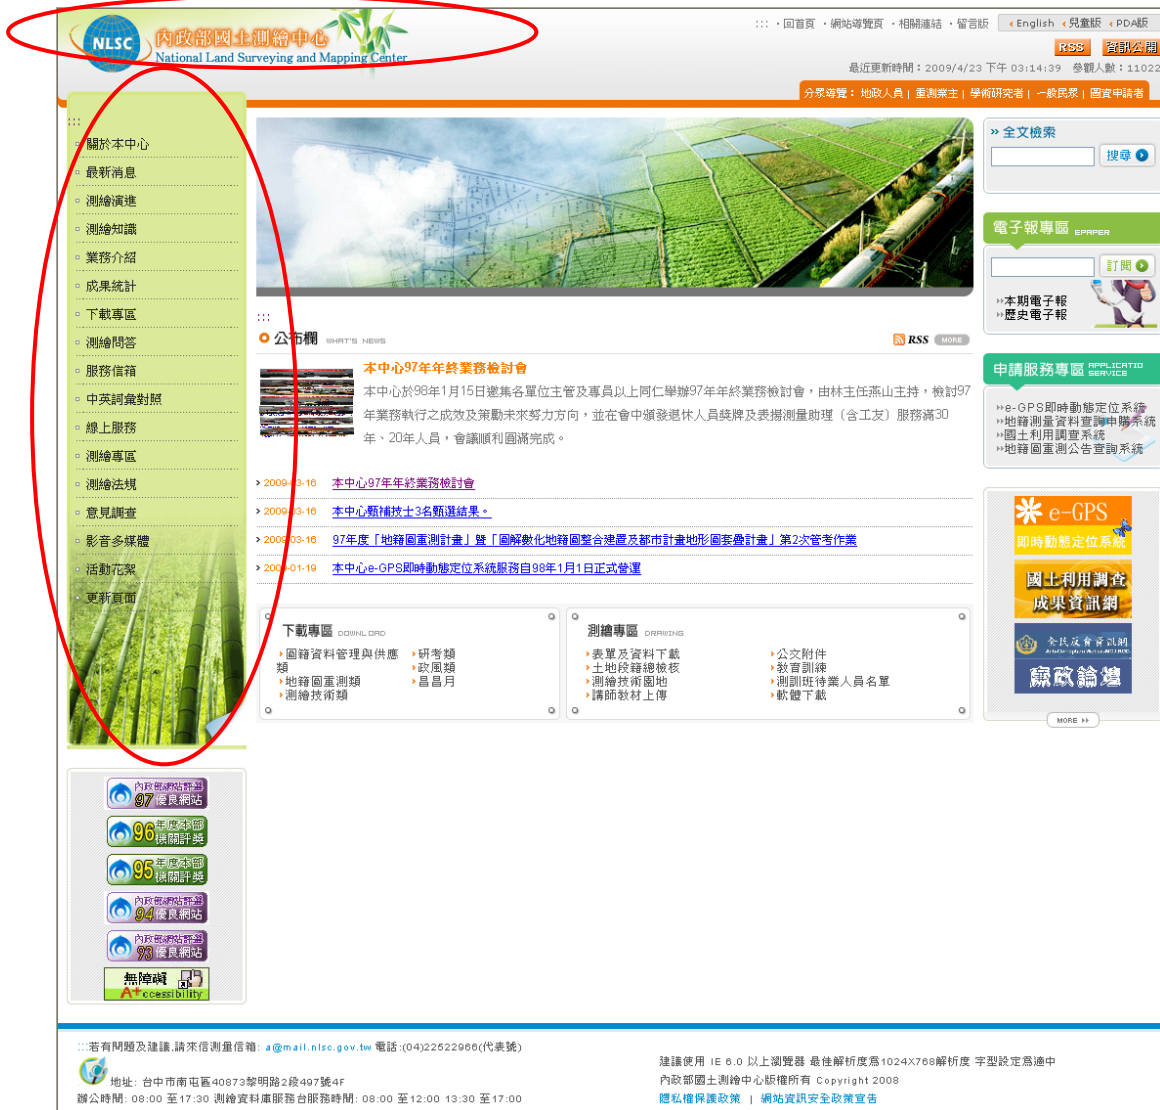 ::: ・回首頁 ・網站導覽頁 ・相關連結 ・留言版 English 兒童版 PDA版
NLSC
內政部國土測繪中心
National Land Surveying and Mapping Center
RSS 資訊公開
最近更新時間：2009/4/23 下午 03:14:39 參觀人數：11022
分眾導覽： 地政人員 | 重測業主 | 學術研究者 | 一般民眾 | 圖資申請者
:::
關於本中心
最新消息
測繪演進
測繪知識
業務介紹
成果統計
下載專區
測繪問答
服務信箱
中英詞彙對照
線上服務
測繪專區
測繪法規
意見調查
影音多媒體
活動花絮
更新頁面
內政部網站評獎
97優良網站
96年度本部
機關評獎
95年度本部
機關評獎
內政部網站評獎
94優良網站
內政部網站評獎
93優良網站
無障礙
A+ccessibility
:::
公布欄 WHAT'S NEWS
RSS MORE
本中心97年年終業務檢討會
本中心於98年1月15日邀集各單位主管及專員以上同仁舉辦97年年終業務檢討會，由林主任燕山主持，檢討97
年業務執行之成效及策勵未來努力方向，並在會中頒發退休人員獎牌及表揚測量助理（含工友）服務滿30
年、20年人員，會議順利圓滿完成。
2009-03-16 本中心97年年終業務檢討會
2009-03-16 本中心甄補技士3名甄選結果。
2009-03-16 97年度「地籍圖重測計畫」暨「圖解數化地籍圖整合建置及都市計畫地形圖套疊計畫」第2次管考作業
2009-01-19 本中心e-GPS即時動態定位系統服務自98年1月1日正式營運
下載專區 DOWNLOAD
圖籍資料管理與供應
類
地籍圖重測類
測繪技術類
研考類
政風類
昌昌月
測繪專區 DRAWING
表單及資料下載
土地段籍總檢核
測繪技術園地
講師教材上傳
公文附件
教育訓練
測訓班待業人員名單
軟體下載
全文檢索
搜尋
電子報專區 EPAPER
訂閱
本期電子報
歷史電子報
申請服務專區 APPLICATIO
SERVICE
e-GPS即時動態定位系統
地籍測量資料查詢申購系統
國土利用調查系統
地籍圖重測公告查詢系統
e-GPS
即時動態定位系統
國土利用調查
成果資訊網
全民反貪資訊網
廉政論壇
MORE
:::若有問題及建議,請來信測量信箱: a@mail.nlsc.gov.tw 電話:(04)22522966(代表號)
地址: 台中市南屯區40873黎明路2段497號4F
辦公時間: 08:00 至17:30 測繪資料庫服務台服務時間: 08:00 至12:00 13:30 至17:00
建議使用 IE 6.0 以上瀏覽器 最佳解析度為1024X768解析度 字型設定為適中
內政部國土測繪中心版權所有 Copyright 2008
隱私權保護政策 | 網站資訊安全政策宣告